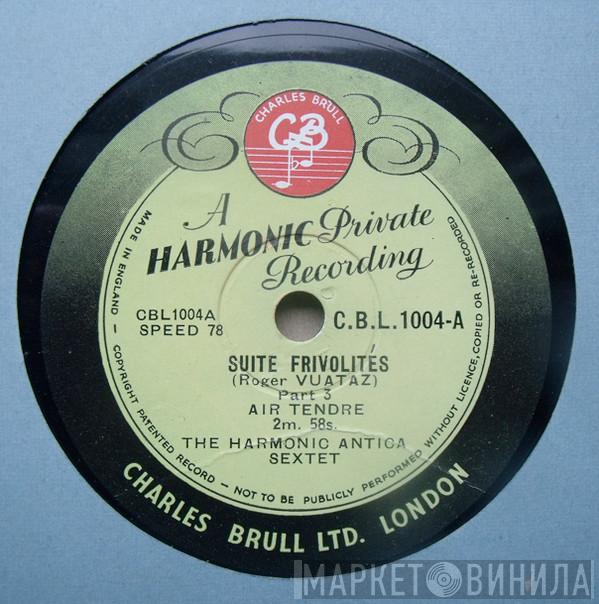 CHARLES BRULL
CB
A
HARMONIC Private
Recording
CBL1004A
SPEED 78
C.B.L.1004-A
SUITE FRIVOLITÉS
(Roger VUATAZ)
Part 3
AIR TENDRE
2m. 58s.
THE HARMONIC ANTICA
SEXTET
MADE IN ENGLAND - COPYRIGHT PATENTED RECORD - NOT TO BE PUBLICLY PERFORMED WITHOUT LICENCE, COPIED OR RE-RECORDED
CHARLES BRULL LTD. LONDON
МАРКЕТ ВИНИЛА